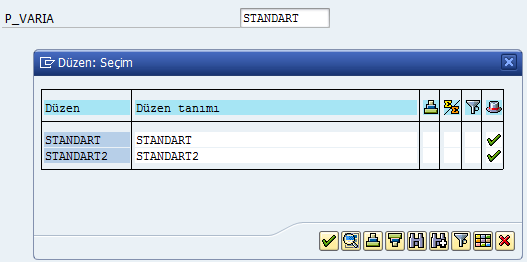 P_VARIA STANDART
Düzen: Seçim
Düzen Düzen tanımı
STANDART STANDART
STANDART2 STANDART2